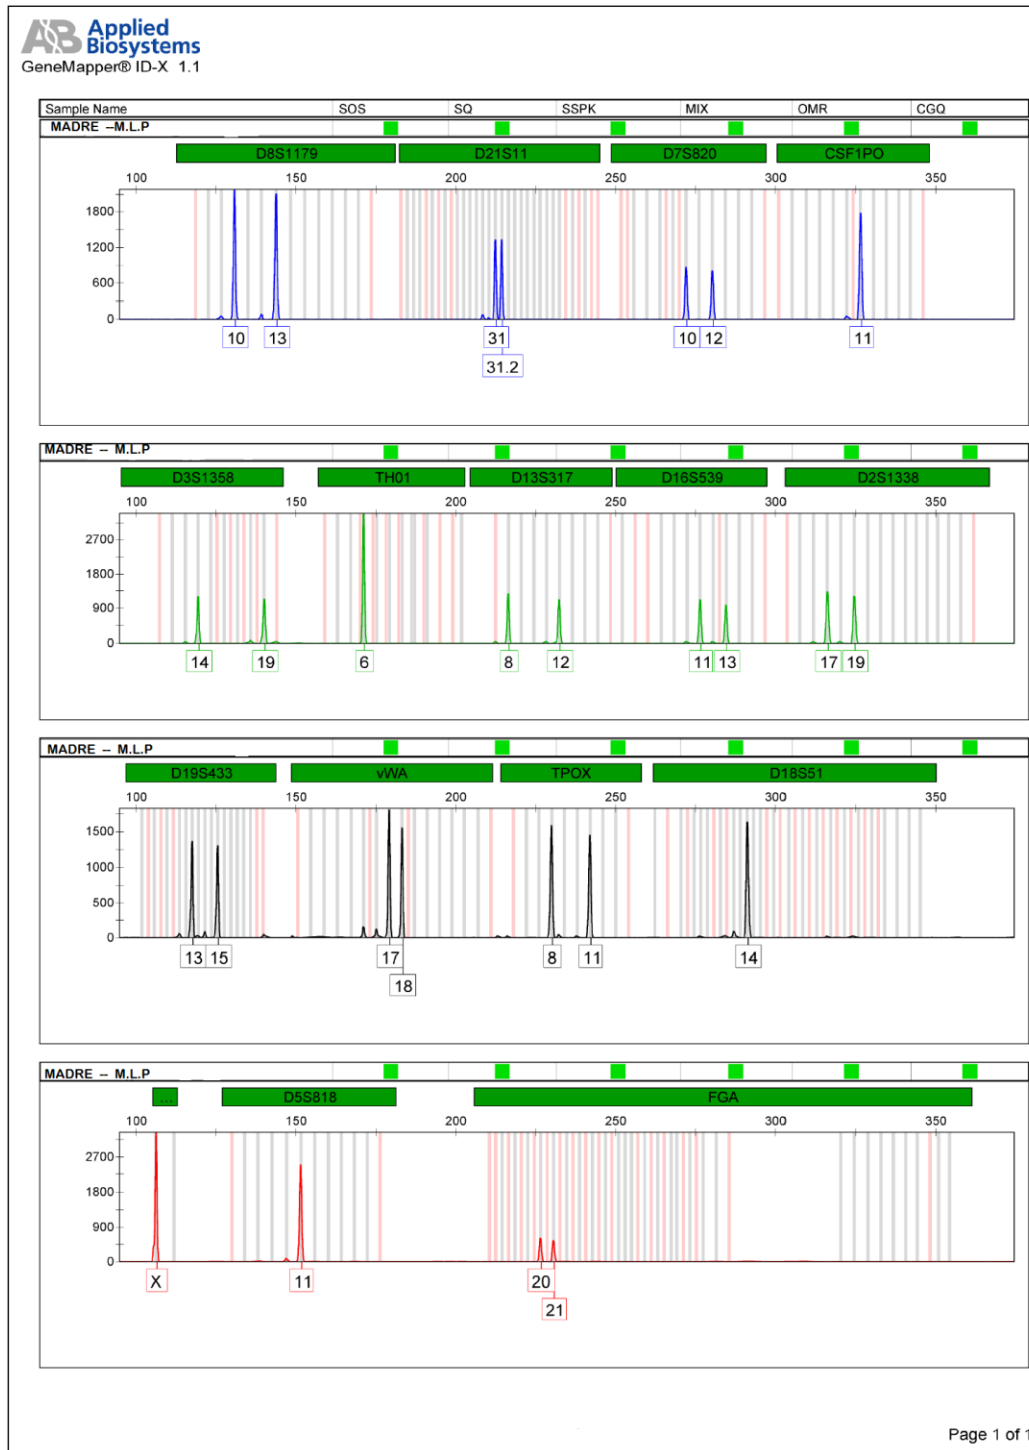 AB Applied
Biosystems
GeneMapper® ID-X 1.1
Sample Name SOS SQ SSPK MIX OMR CGQ
MADRE --M.L.P
D8S1179 D21S11 D7S820 CSF1PO
100 150 200 250 300 350
1800
1200
600
0
10 13 31 10 12 11
31.2
MADRE -- M.L.P
D3S1358 TH01 D13S317 D16S539 D2S1338
100 150 200 250 300 350
2700
1800
900
0
14 19 6 8 12 11 13 17 19
MADRE -- M.L.P
D19S433 vWA TPOX D18S51
100 150 200 250 300 350
1500
1000
500
0
13 15 17 8 11 14
18
MADRE -- M.L.P
... D5S818 FGA
100 150 200 250 300 350
2700
1800
900
0
X 11 20
21
Page 1 of 1